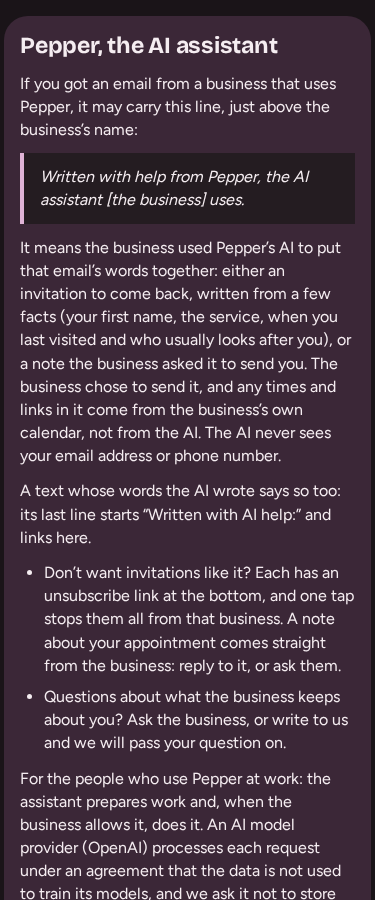 Pepper, the AI assistant
If you got an email from a business that uses
Pepper, it may carry this line, just above the
business’s name:
Written with help from Pepper, the AI
assistant [the business] uses.
It means the business used Pepper’s AI to put
that email’s words together: either an
invitation to come back, written from a few
facts (your first name, the service, when you
last visited and who usually looks after you), or
a note the business asked it to send you. The
business chose to send it, and any times and
links in it come from the business’s own
calendar, not from the AI. The AI never sees
your email address or phone number.
A text whose words the AI wrote says so too:
its last line starts “Written with AI help:” and
links here.
• Don’t want invitations like it? Each has an
unsubscribe link at the bottom, and one tap
stops them all from that business. A note
about your appointment comes straight
from the business: reply to it, or ask them.
• Questions about what the business keeps
about you? Ask the business, or write to us
and we will pass your question on.
For the people who use Pepper at work: the
assistant prepares work and, when the
business allows it, does it. An AI model
provider (OpenAI) processes each request
under an agreement that the data is not used
to train its models, and we ask it not to store